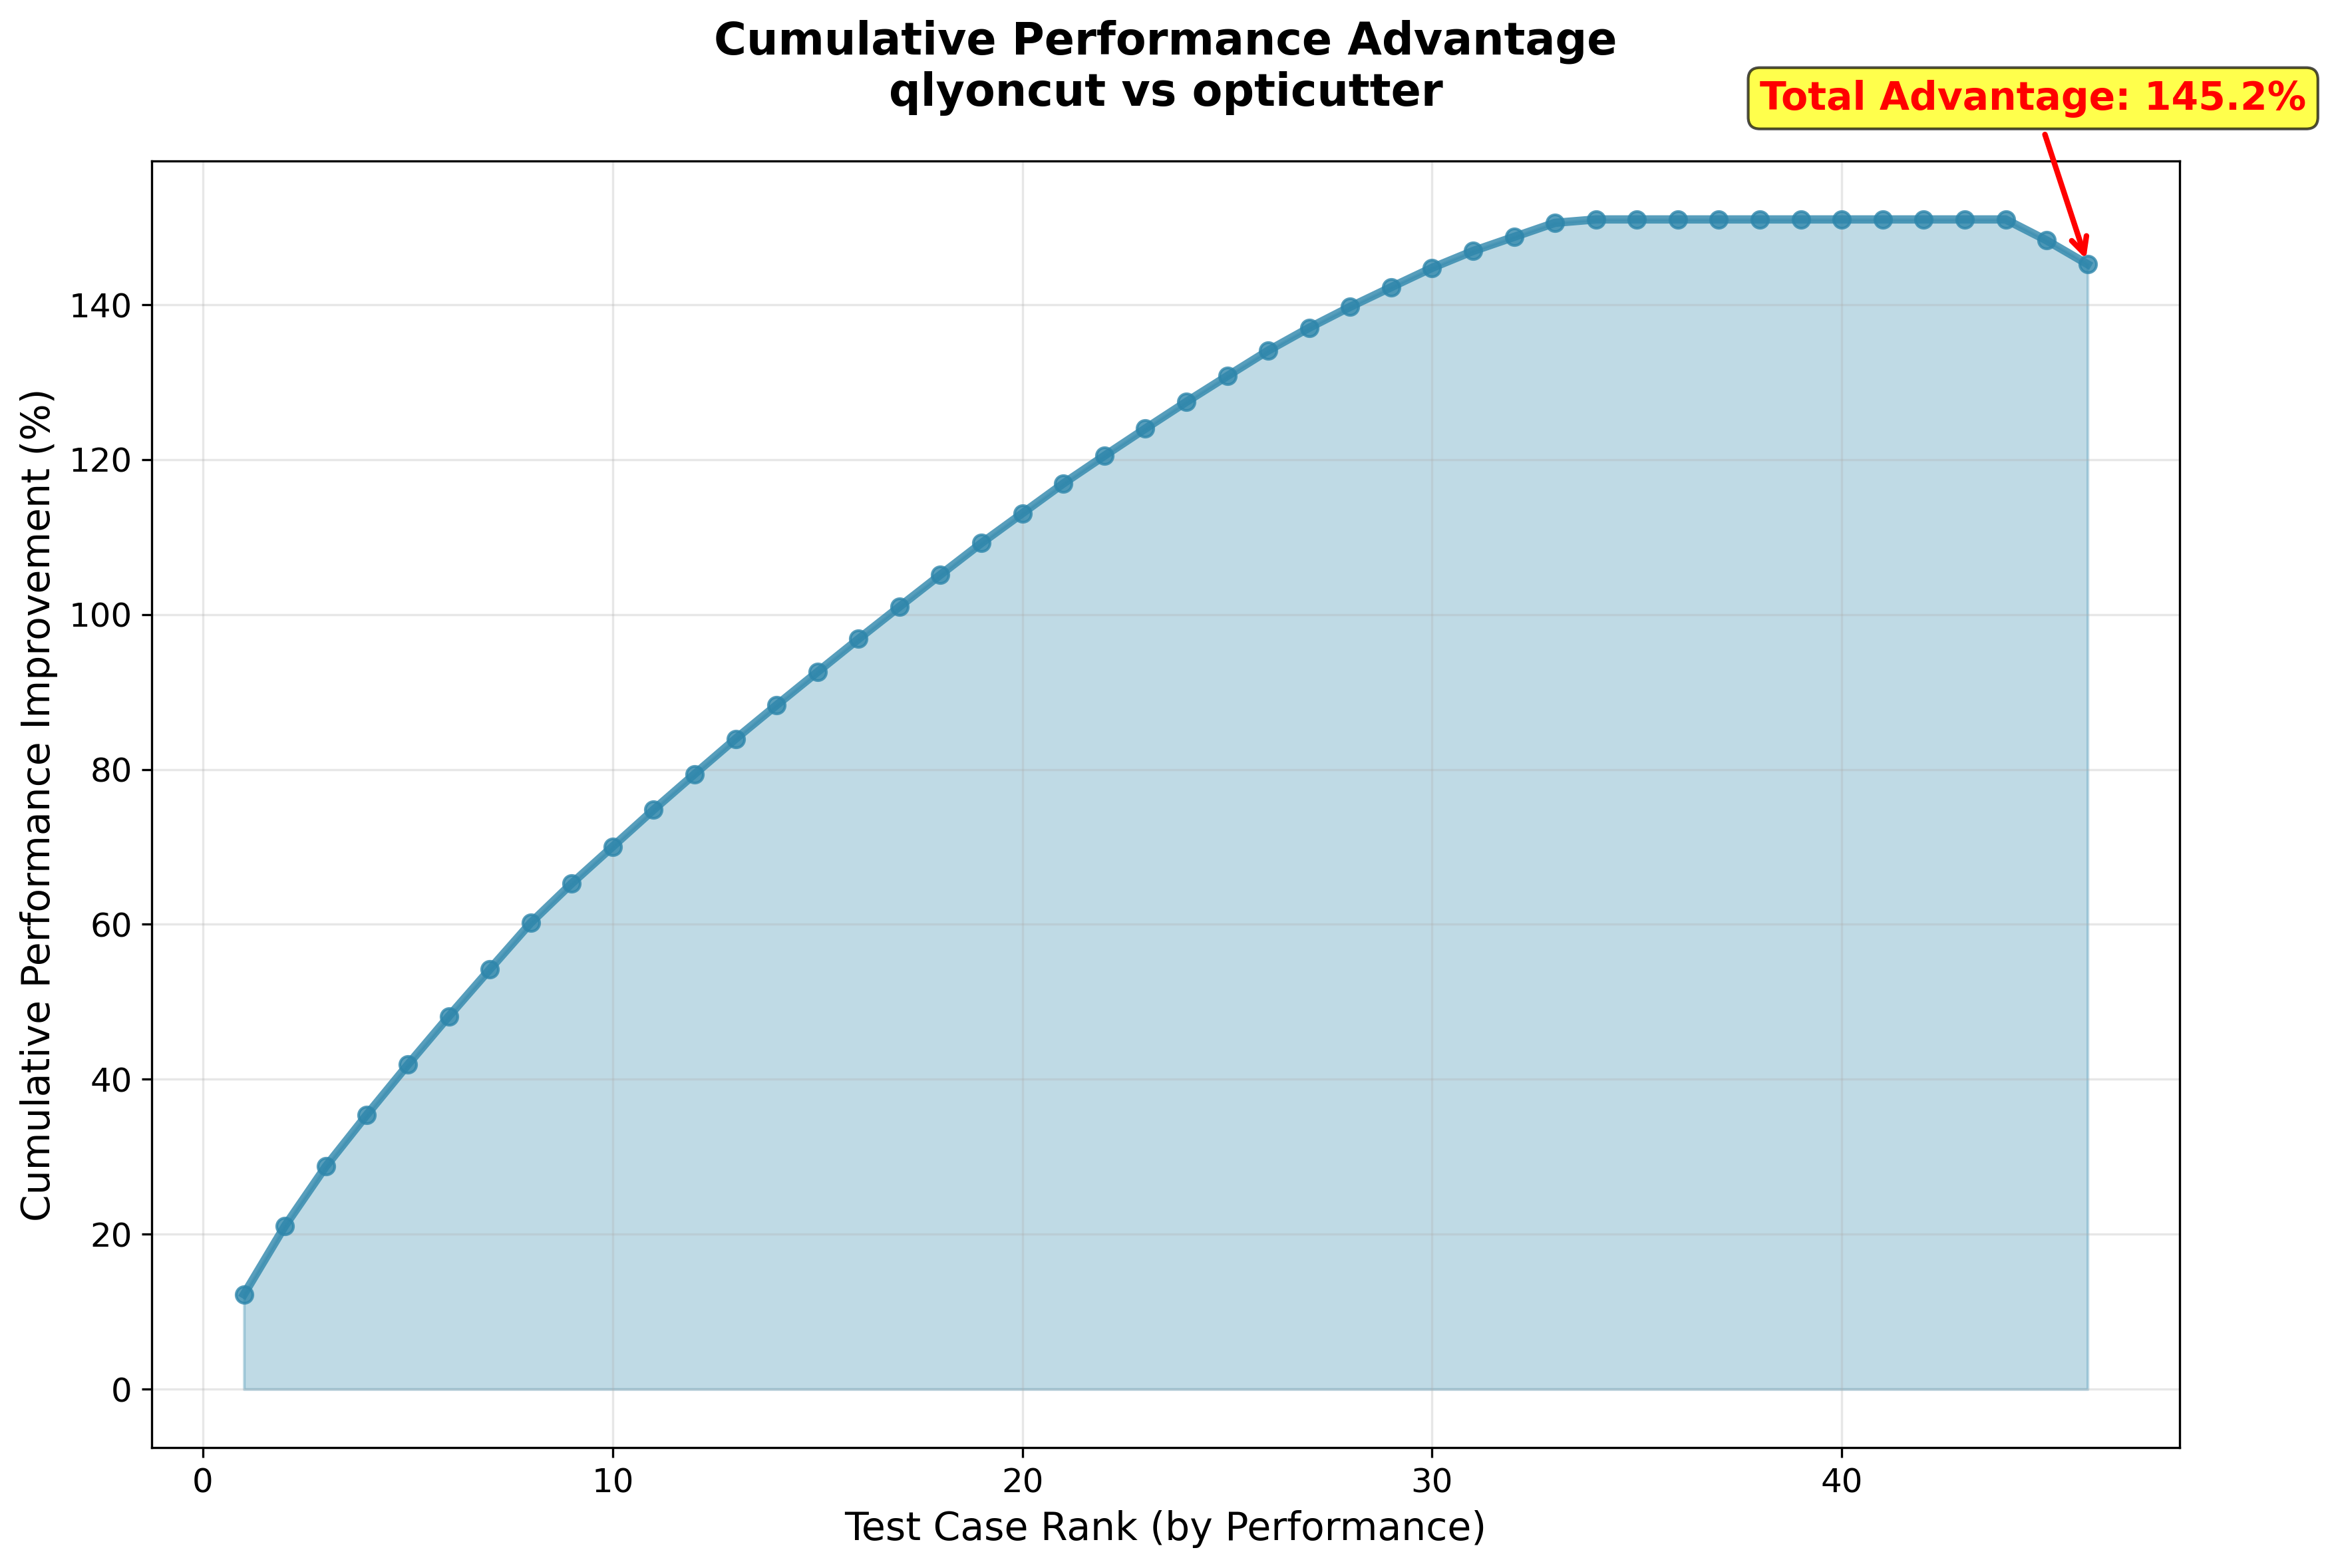 Cumulative Performance Advantage
qlyoncut vs opticutter
Total Advantage: 145.2%
Cumulative Performance Improvement (%)
140
120
100
80
60
40
20
0
0 10 20 30 40
Test Case Rank (by Performance)